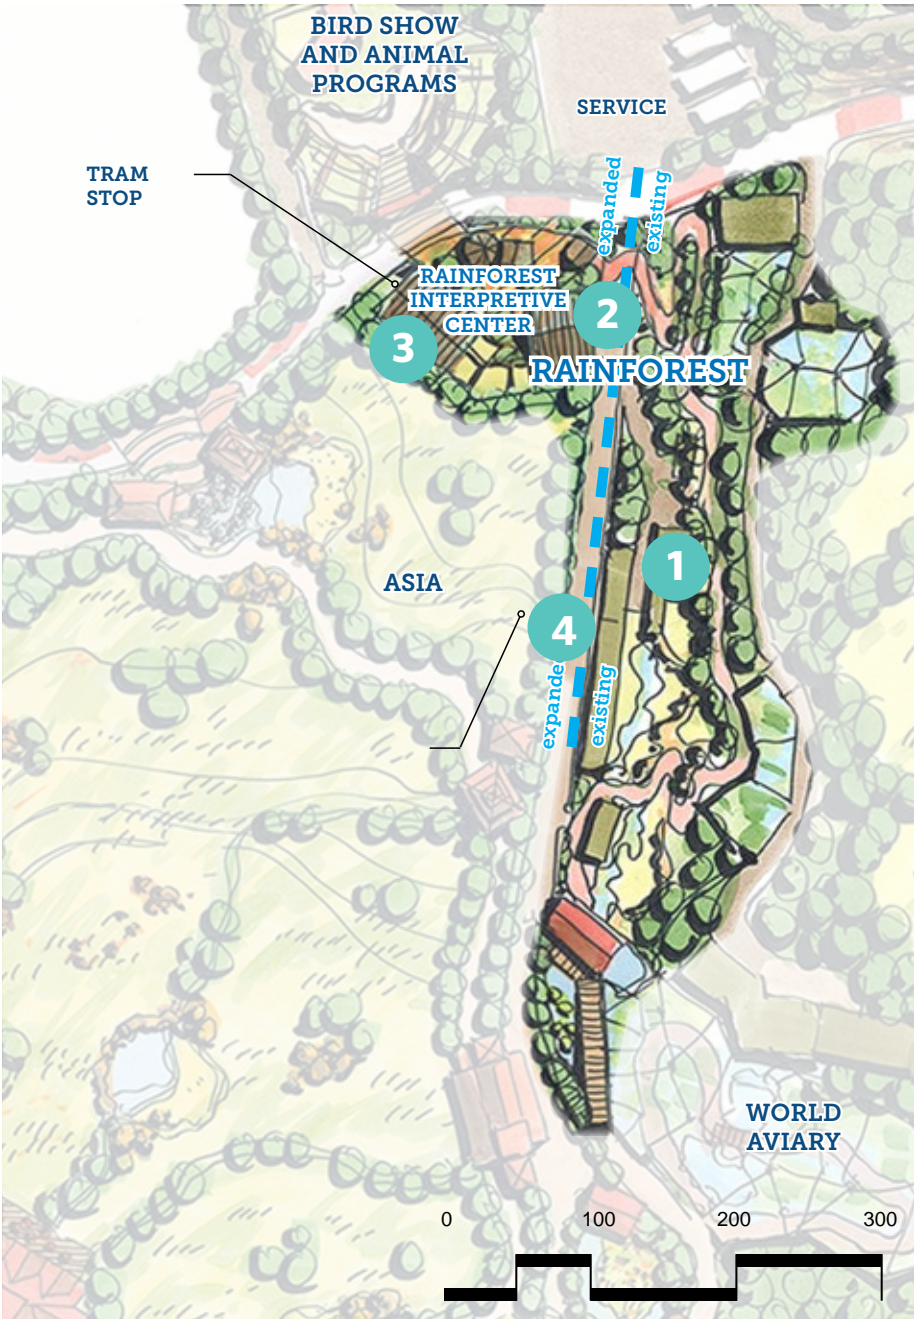 BIRD SHOW
AND ANIMAL
PROGRAMS
SERVICE
TRAM
STOP
expanded
existing
RAINFOREST
INTERPRETIVE
CENTER
2
3
RAINFOREST
1
ASIA
4
expanded
existing
WORLD
AVIARY
0 100 200 300